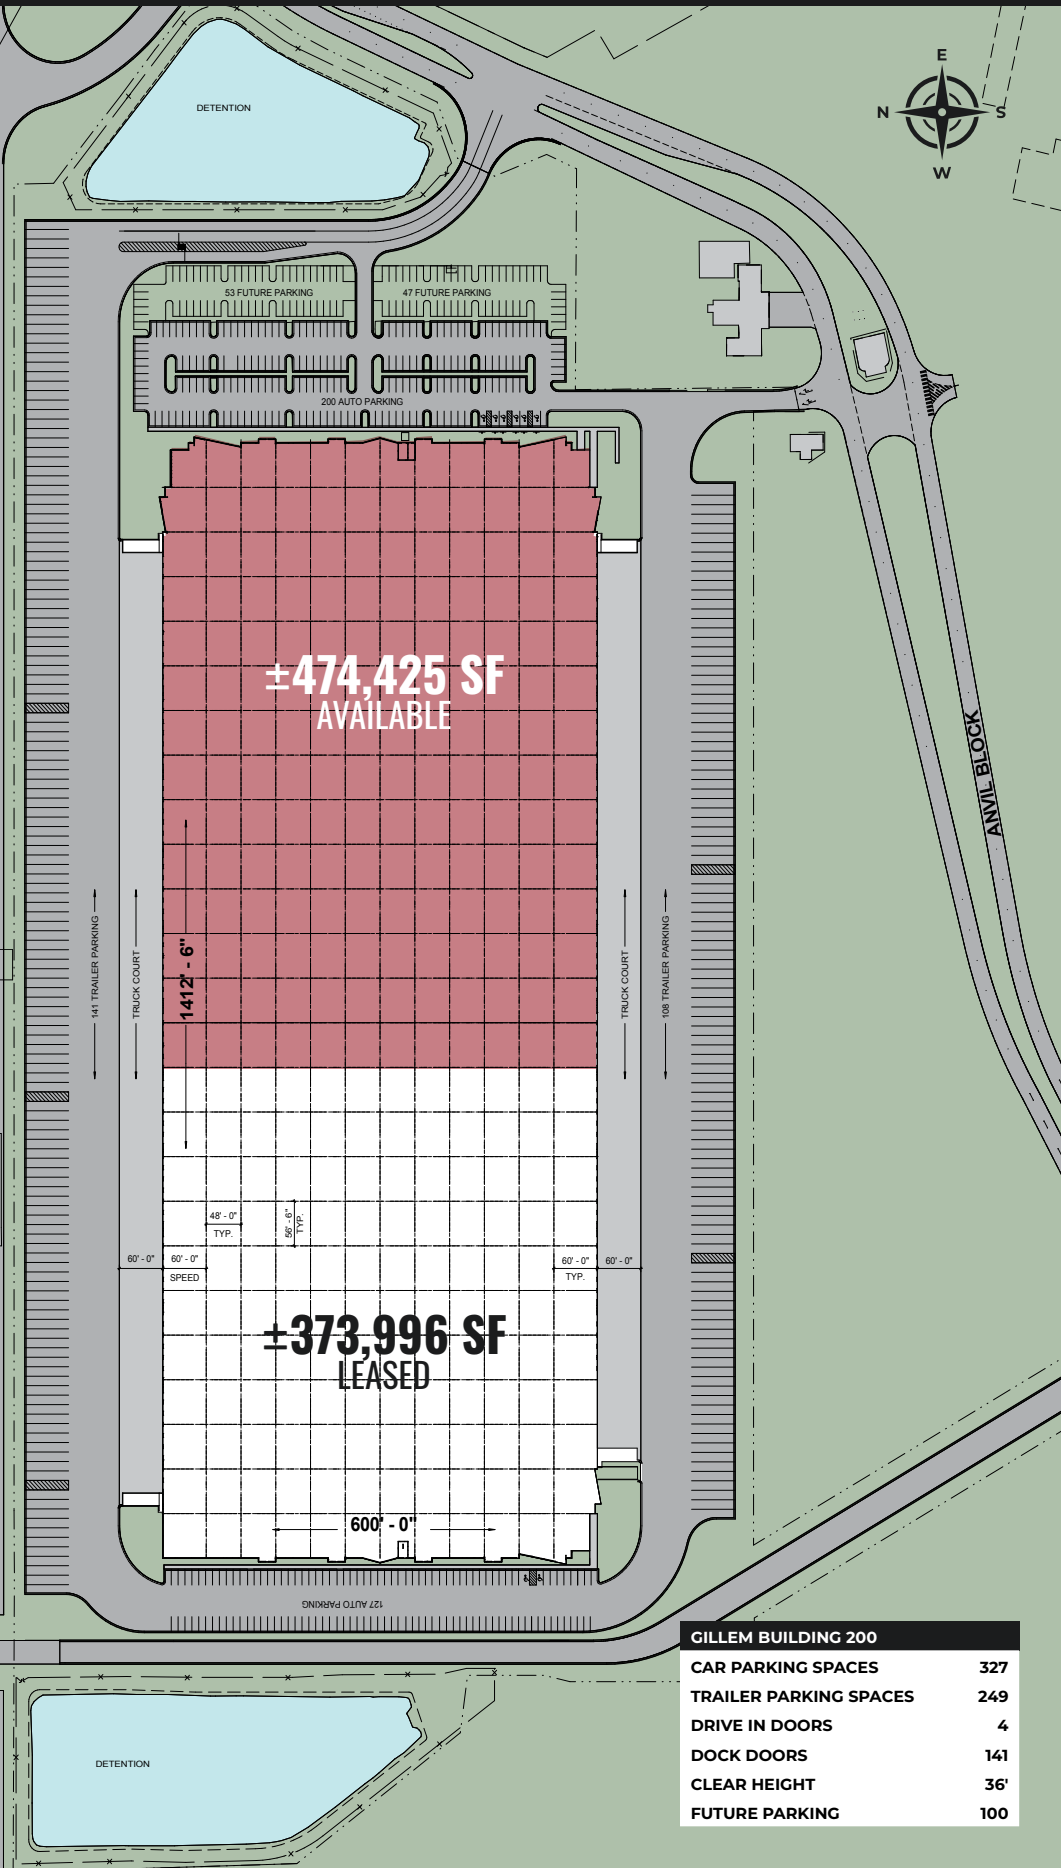 DETENTION
E
N
S
W
53 FUTURE PARKING
47 FUTURE PARKING
200 AUTO PARKING
±474,425 SF
AVAILABLE
ANVIL BLOCK
141 TRAILER PARKING
TRUCK COURT
1412' - 6"
TRUCK COURT
108 TRAILER PARKING
48' - 0"
TYP.
56' - 6"
TYP.
60' - 0"
60' - 0"
SPEED
60' - 0"
TYP.
60' - 0"
±373,996 SF
LEASED
600' - 0"
127 AUTO PARKING
GILLEM BUILDING 200
CAR PARKING SPACES 327
TRAILER PARKING SPACES 249
DRIVE IN DOORS 4
DOCK DOORS 141
CLEAR HEIGHT 36'
FUTURE PARKING 100
DETENTION